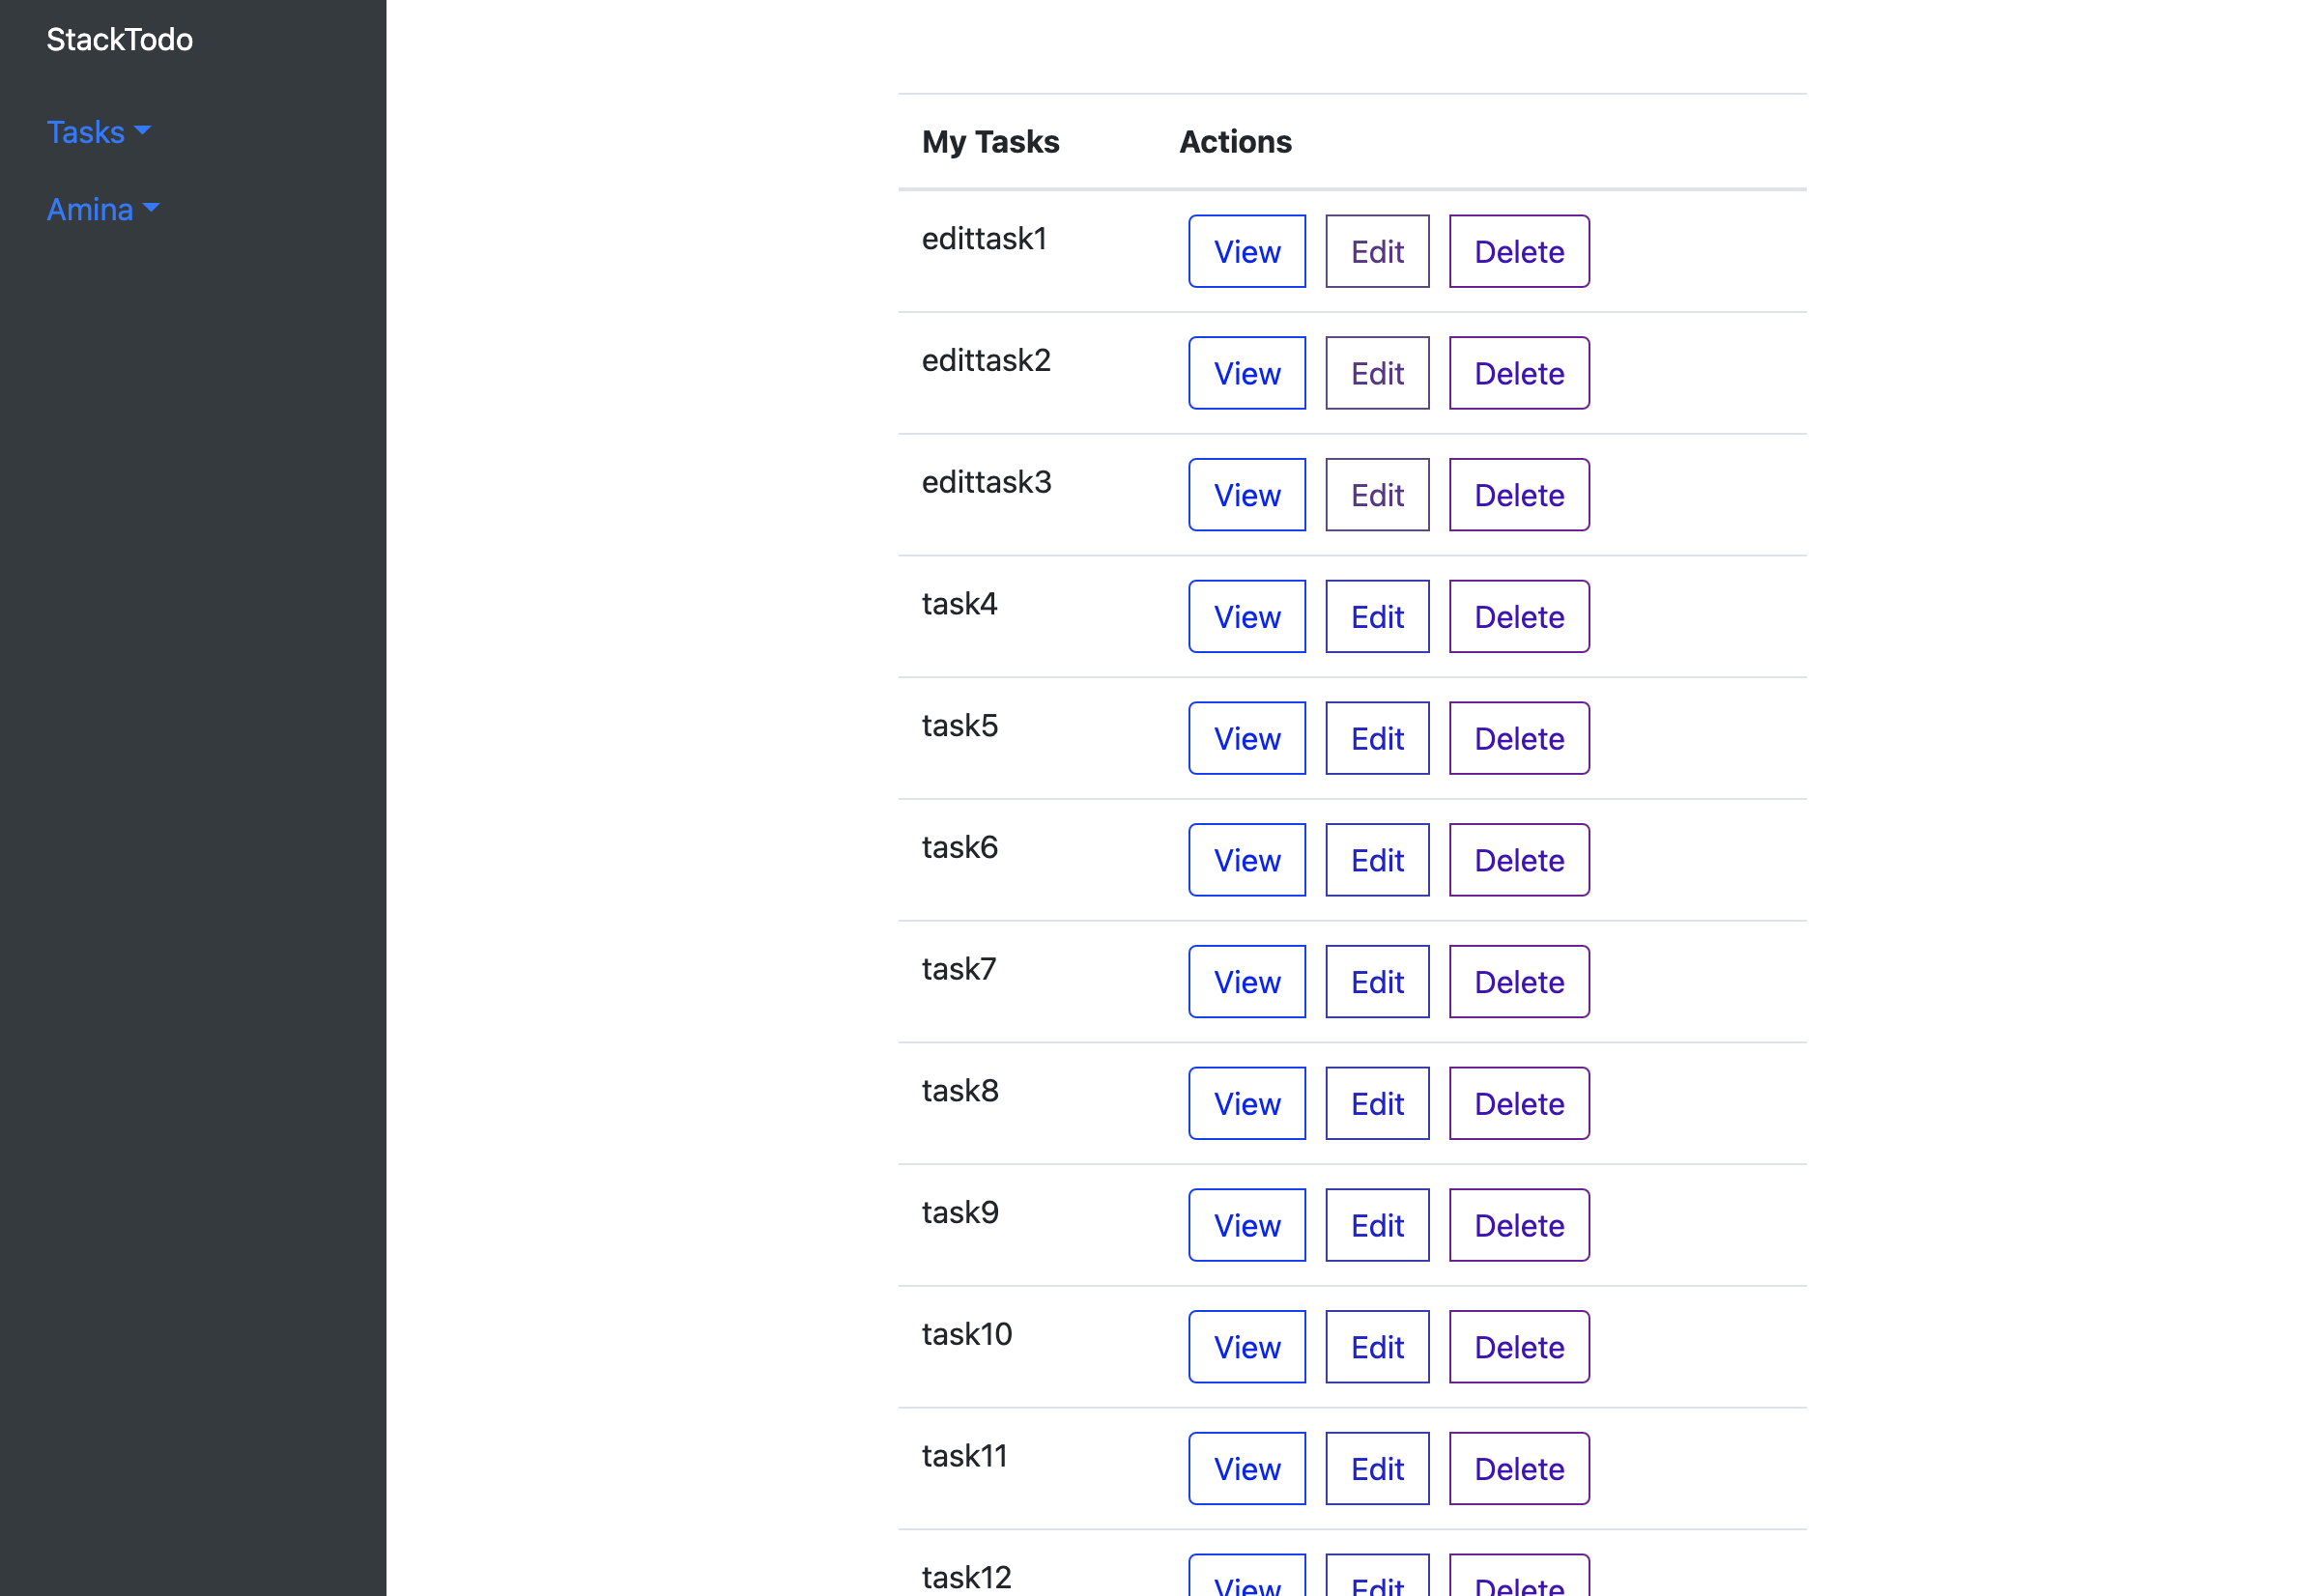 StackTodo
Tasks
Amina
My Tasks Actions
edittask1 View Edit Delete
edittask2 View Edit Delete
edittask3 View Edit Delete
task4 View Edit Delete
task5 View Edit Delete
task6 View Edit Delete
task7 View Edit Delete
task8 View Edit Delete
task9 View Edit Delete
task10 View Edit Delete
task11 View Edit Delete
task12 View Edit Delete